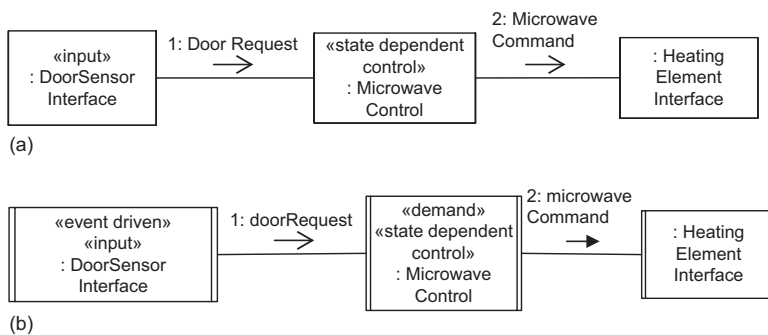 «input»
: DoorSensor
Interface
1: Door Request
«state dependent
control»
: Microwave
Control
2: Microwave
Command
: Heating
Element
Interface
(a)
«event driven»
«input»
: DoorSensor
Interface
1: doorRequest
«demand»
«state dependent
control»
: Microwave
Control
2: microwave
Command
: Heating
Element
Interface
(b)